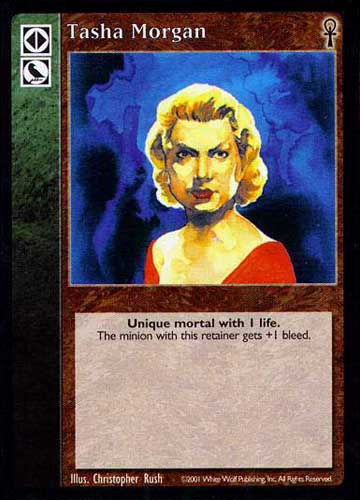 Tasha Morgan
Unique mortal with 1 life.
The minion with this retainer gets +1 bleed.
Illus. Christopher Rush
©2001 White Wolf Publishing, Inc. All Rights Reserved.